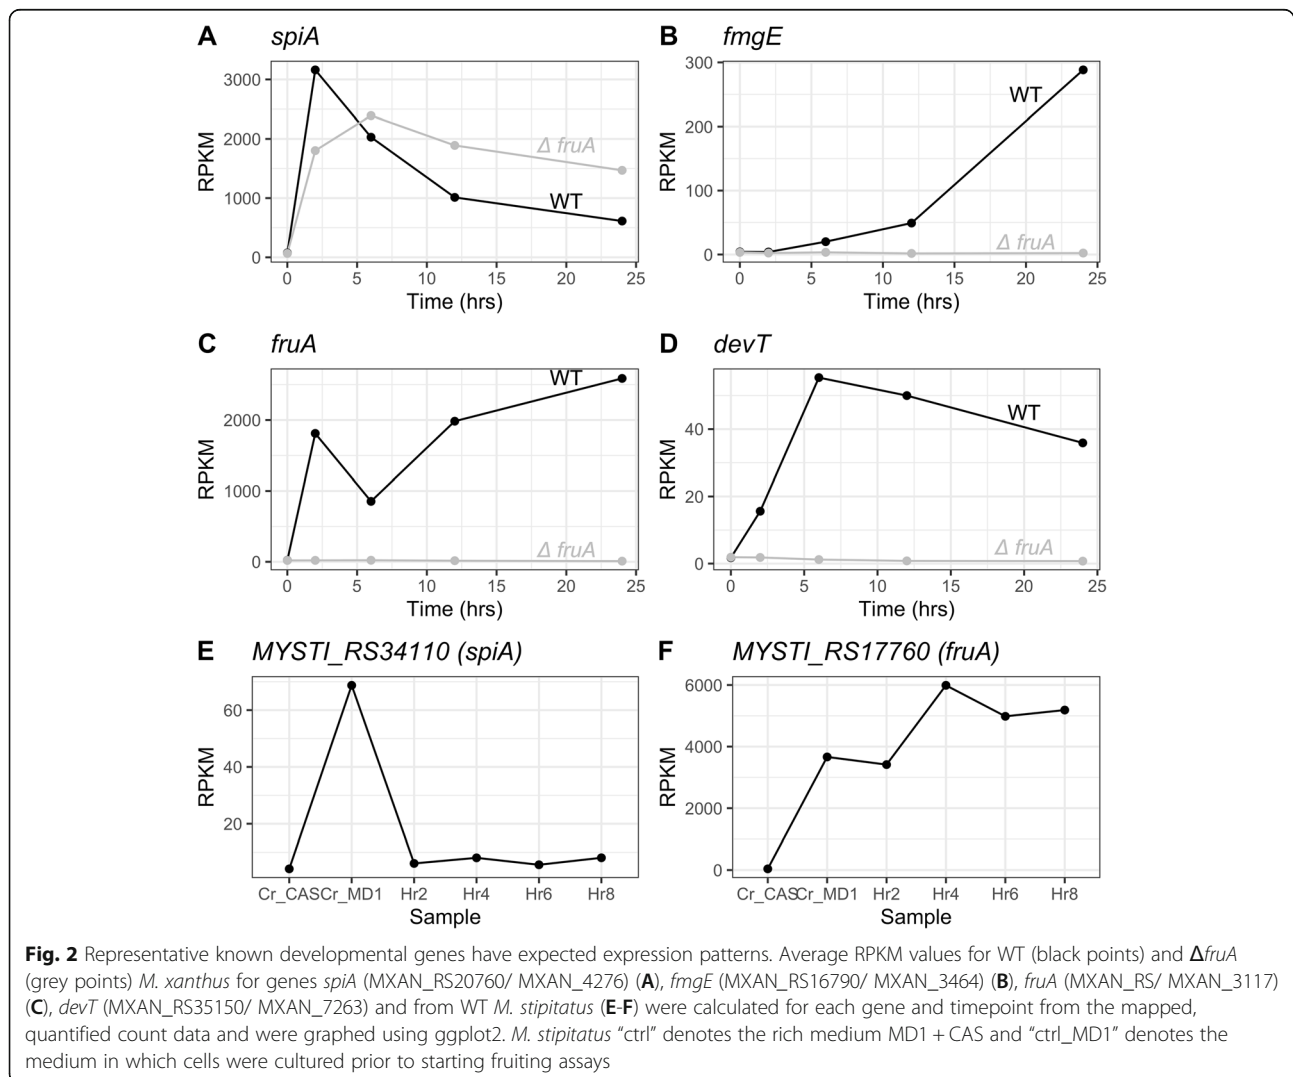 A spiA
3000
2000
1000
0
RPKM
Δ fruA
WT
0 5 10 15 20 25
Time (hrs)
B fmgE
300
200
100
0
RPKM
WT
Δ fruA
0 5 10 15 20 25
Time (hrs)
C fruA
2000
1000
0
RPKM
WT
Δ fruA
0 5 10 15 20 25
Time (hrs)
D devT
40
20
0
RPKM
WT
Δ fruA
0 5 10 15 20 25
Time (hrs)
E MYSTI_RS34110 (spiA)
60
40
20
RPKM
Cr_CAS Cr_MD1 Hr2 Hr4 Hr6 Hr8
Sample
F MYSTI_RS17760 (fruA)
6000
4000
2000
0
RPKM
Cr_CAS Cr_MD1 Hr2 Hr4 Hr6 Hr8
Sample
Fig. 2 Representative known developmental genes have expected expression patterns. Average RPKM values for WT (black points) and ΔfruA
(grey points) M. xanthus for genes spiA (MXAN_RS20760/ MXAN_4276) (A), fmgE (MXAN_RS16790/ MXAN_3464) (B), fruA (MXAN_RS/ MXAN_3117)
(C), devT (MXAN_RS35150/ MXAN_7263) and from WT M. stipitatus (E-F) were calculated for each gene and timepoint from the mapped,
quantified count data and were graphed using ggplot2. M. stipitatus “ctrl” denotes the rich medium MD1 + CAS and “ctrl_MD1” denotes the
medium in which cells were cultured prior to starting fruiting assays